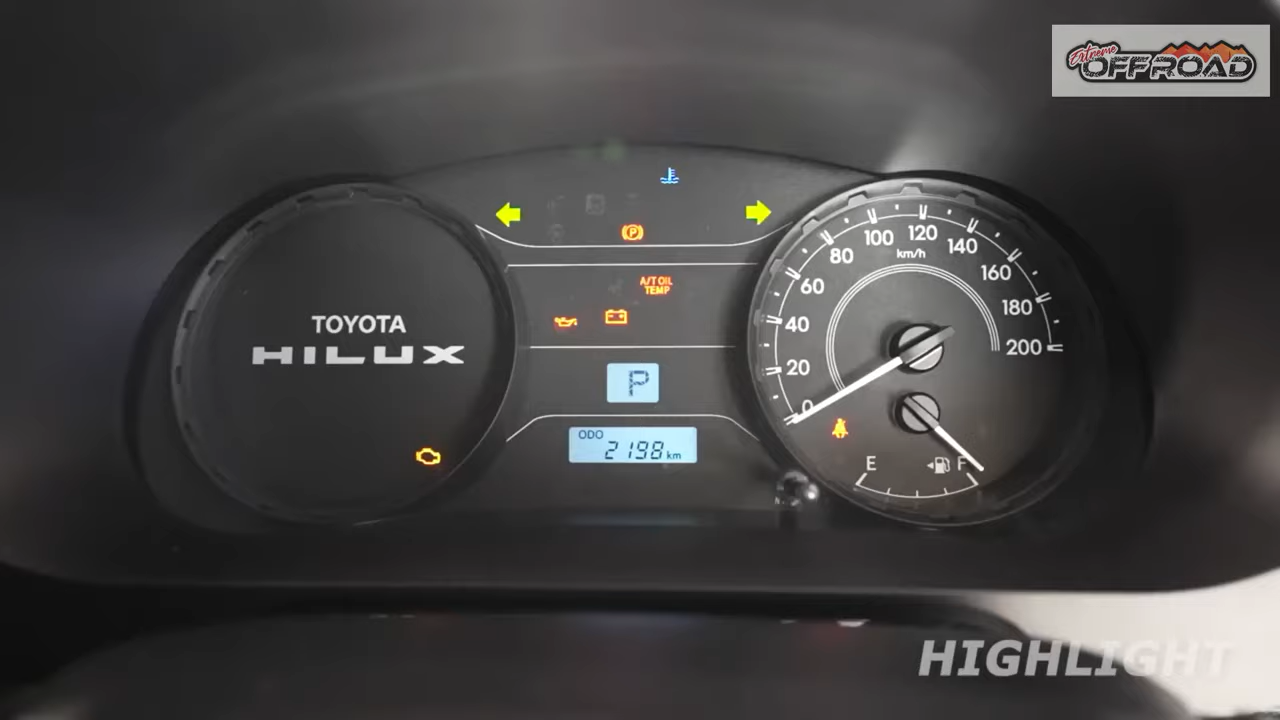 Extreme
OFFROAD
TOYOTA
HILUX
P
A/T OIL
TEMP
P
ODO
2198 km
0
20
40
60
80
100
120
140
160
180
200
km/h
E
F
HIGHLIGHT